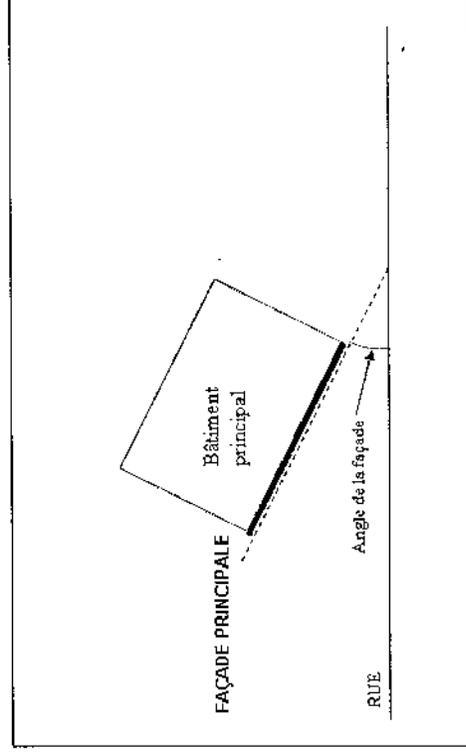 Bâtiment
principal
FAÇADE PRINCIPALE
Angle de la façade
RUE